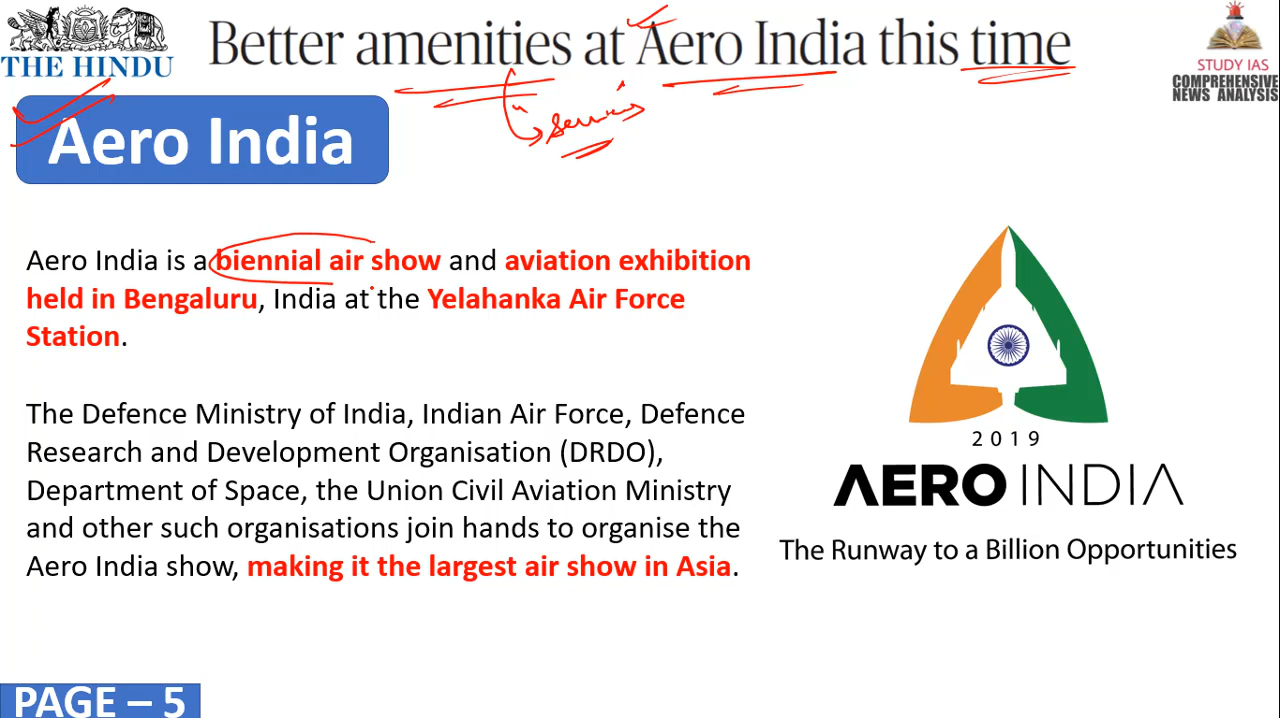 THE HINDU
Better amenities at Aero India this time
STUDY IAS
COMPREHENSIVE
NEWS ANALYSIS
services
Aero India
Aero India is a biennial air show and aviation exhibition
held in Bengaluru, India at the Yelahanka Air Force
Station.
The Defence Ministry of India, Indian Air Force, Defence
Research and Development Organisation (DRDO),
Department of Space, the Union Civil Aviation Ministry
and other such organisations join hands to organise the
Aero India show, making it the largest air show in Asia.
2019
AERO INDIA
The Runway to a Billion Opportunities
PAGE – 5